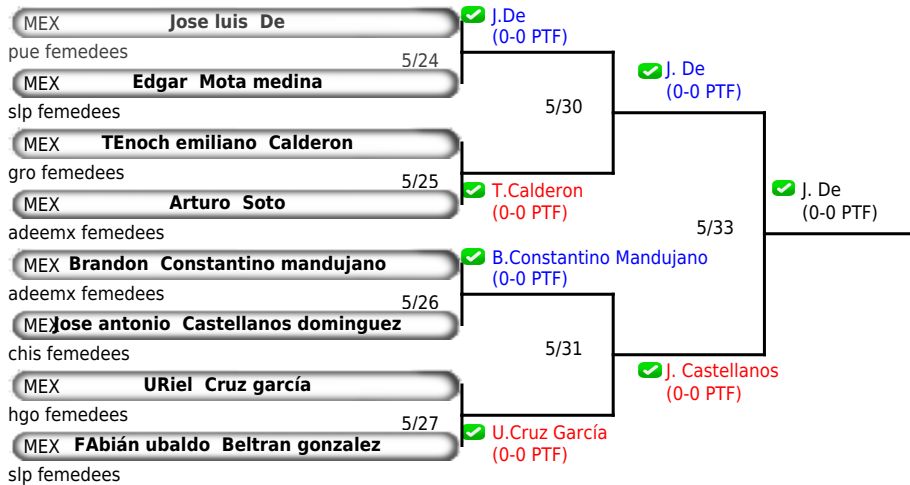 MEX Jose luis De
pue femedees
5/24
MEX Edgar Mota medina
slp femedees
J.De
(0-0 PTF)
MEX TEnoch emiliano Calderon
gro femedees
5/25
MEX Arturo Soto
adeemx femedees
T.Calderon
(0-0 PTF)
5/30
J. De
(0-0 PTF)
MEX Brandon Constantino mandujano
adeemx femedees
5/26
MEX Jose antonio Castellanos dominguez
chis femedees
B.Constantino Mandujano
(0-0 PTF)
MEX URiel Cruz garcía
hgo femedees
5/27
MEX FAbián ubaldo Beltran gonzalez
slp femedees
U.Cruz García
(0-0 PTF)
5/31
J. Castellanos
(0-0 PTF)
5/33
J. De
(0-0 PTF)